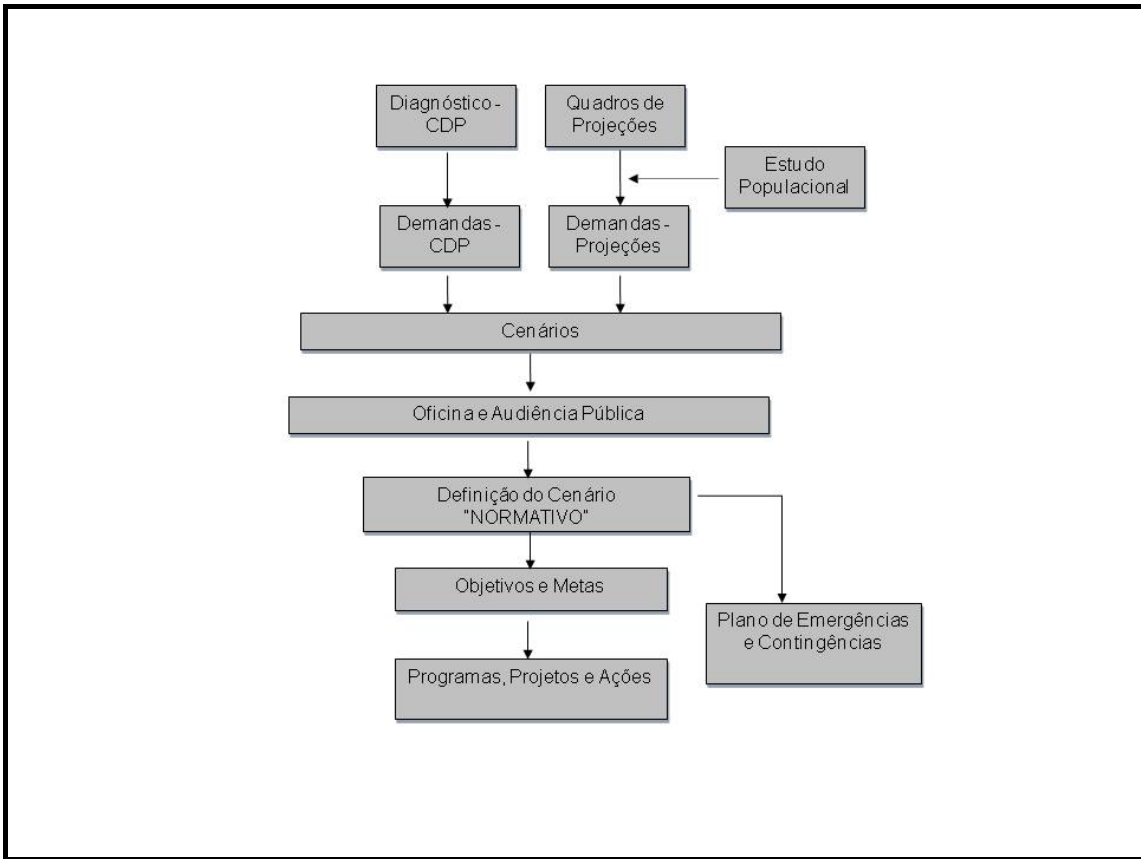 Diagnóstico -
CDP
Quadros de
Projeções
Estudo
Populacional
Demandas -
CDP
Demandas -
Projeções
Cenários
Oficina e Audiência Pública
Definição do Cenário
"NORMATIVO"
Objetivos e Metas
Plano de Emergências
e Contingências
Programas, Projetos e Ações